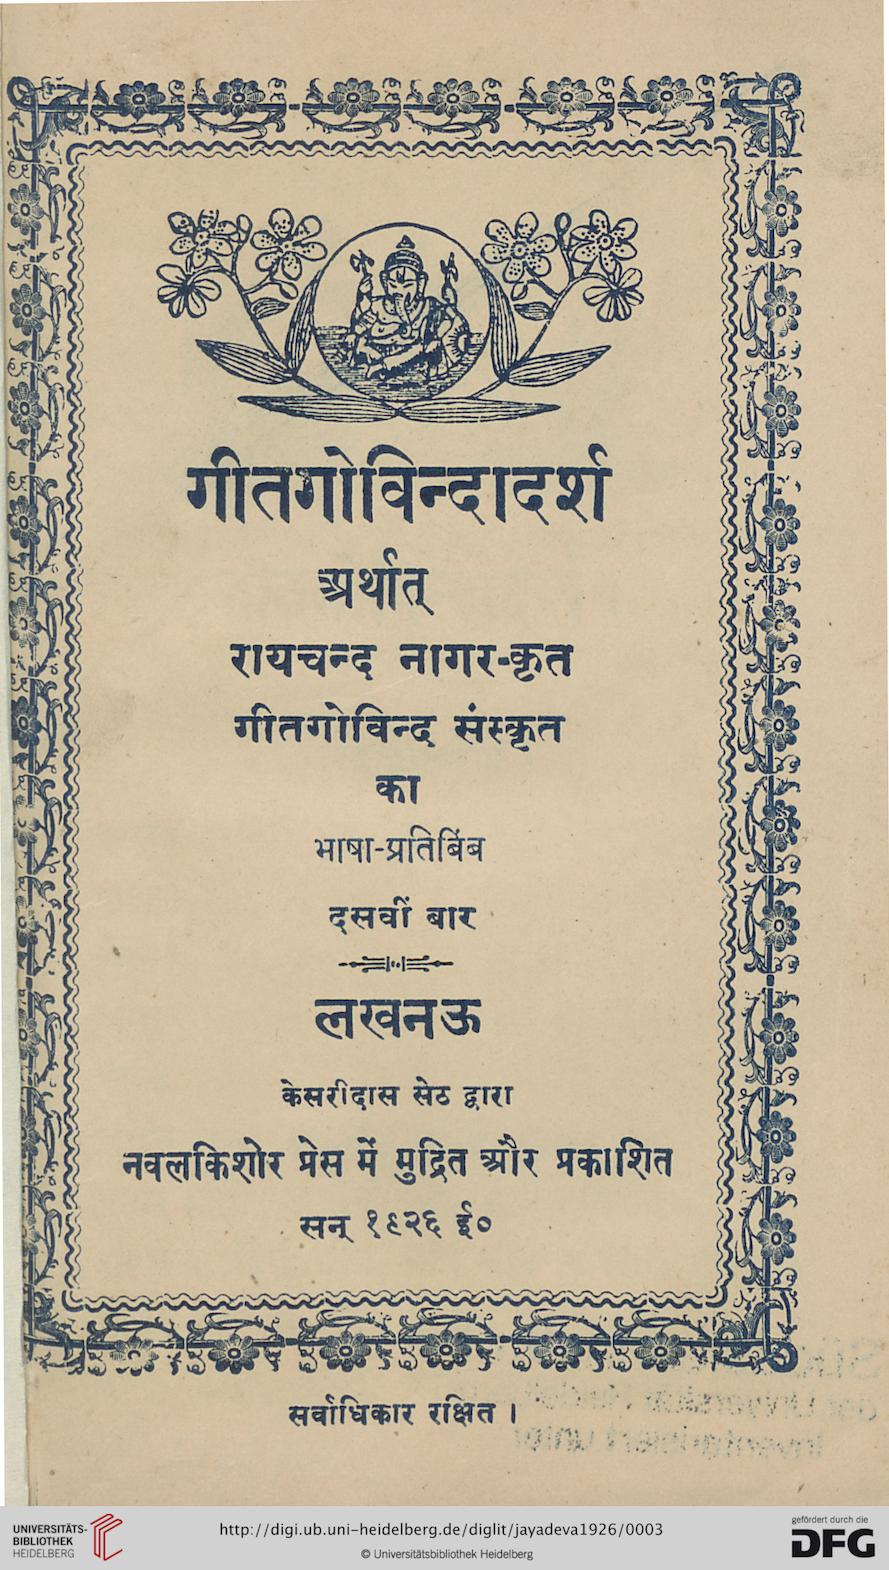 गीतगोविन्दादर्श
अर्थात्
रायचन्द नागर-कृत
गीतगोविन्द संस्कृत
का
भाषा-प्रतिबिंब
दसवीं बार
लखनऊ
केसरीदास सेठ द्वारा
नवलकिशोर प्रेस में मुद्रित और प्रकाशित
सन् १९२६ ई०
सर्वाधिकार रक्षित ।
UNIVERSITÄTS-
BIBLIOTHEK
HEIDELBERG
http://digi.ub.uni-heidelberg.de/diglit/jayadeva1926/0003
© Universitätsbibliothek Heidelberg
gefördert durch die
DFG